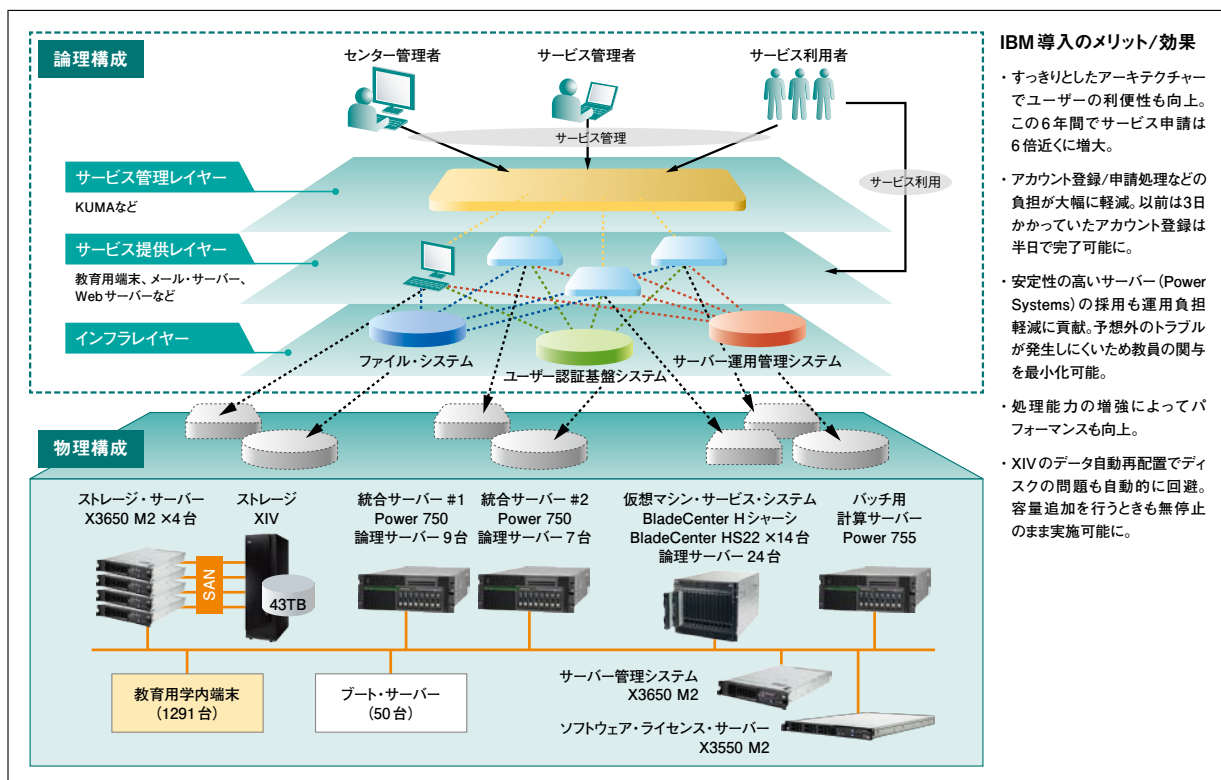 論理構成
センター管理者
サービス管理者
サービス利用者
サービス管理
サービス利用
サービス管理レイヤー
KUMAなど
サービス提供レイヤー
教育用端末、メール・サーバー、
Webサーバーなど
インフラレイヤー
ファイル・システム
ユーザー認証基盤システム
サーバー運用管理システム
物理構成
ストレージ・サーバー
X3650 M2 ×4台
SAN
ストレージ
XIV
43TB
統合サーバー #1
Power 750
論理サーバー 9台
統合サーバー #2
Power 750
論理サーバー 7台
仮想マシン・サービス・システム
BladeCenter Hシャーシ
BladeCenter HS22 ×14台
論理サーバー 24台
バッチ用
計算サーバー
Power 755
教育用学内端末
(1291台)
ブート・サーバー
(50台)
サーバー管理システム
X3650 M2
ソフトウェア・ライセンス・サーバー
X3550 M2
IBM導入のメリット/効果
・すっきりとしたアーキテクチャー
でユーザーの利便性も向上。
この6年間でサービス申請は
6倍近くに増大。
・アカウント登録/申請処理などの
負担が大幅に軽減。以前は3日
かかっていたアカウント登録は
半日で完了可能に。
・安定性の高いサーバー(Power
Systems)の採用も運用負担
軽減に貢献。予想外のトラブル
が発生しにくいため教員の関与
を最小化可能。
・処理能力の増強によってパ
フォーマンスも向上。
・XIVのデータ自動再配置でディ
スクの問題も自動的に回避。
容量追加を行うときも無停止
のまま実施可能に。